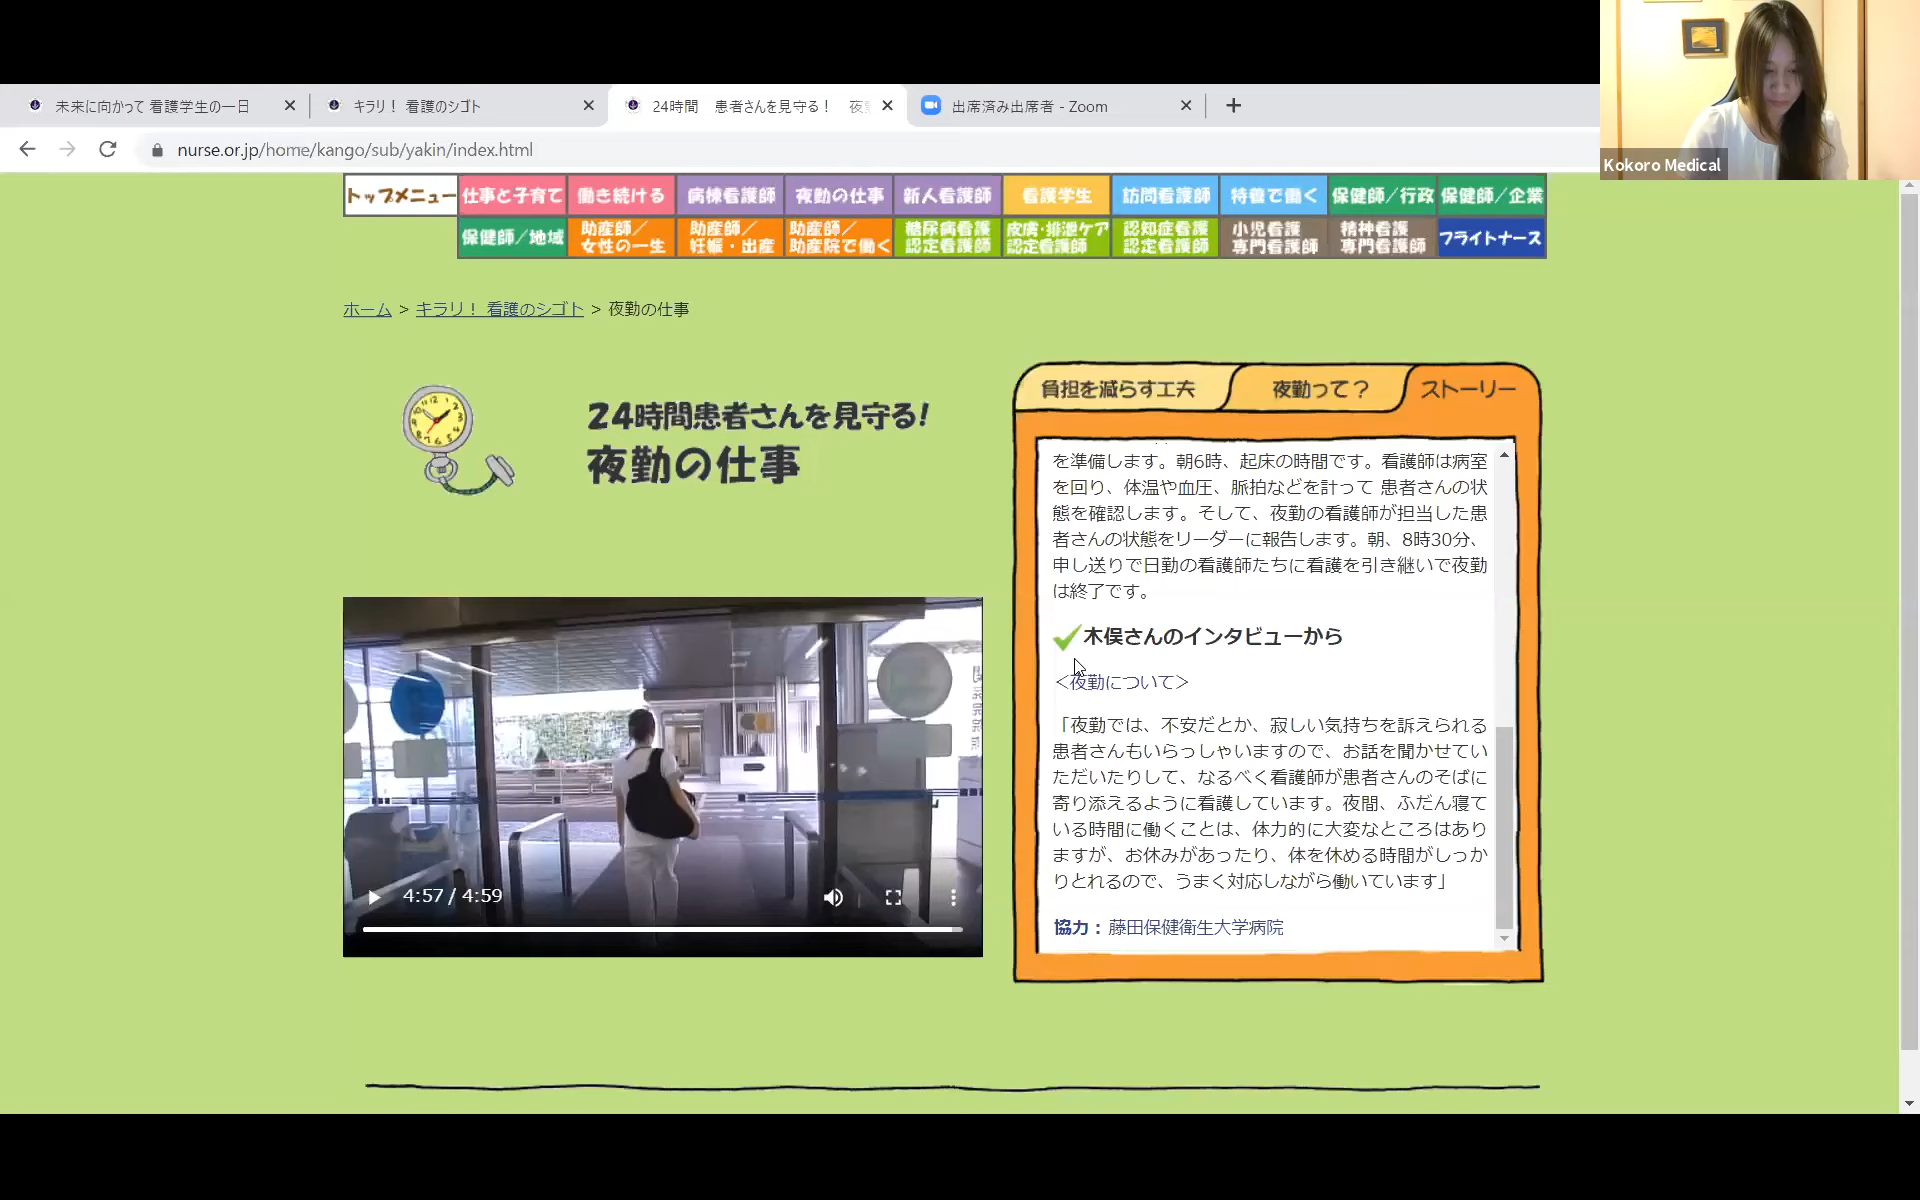 未来に向かって 看護学生の一日
キラリ！ 看護のシゴト
24時間 患者さんを見守る！ 夜
出席済み出席者 - Zoom
nurse.or.jp/home/kango/sub/yakin/index.html
Kokoro Medical
トップメニュー 仕事と子育て 働き続ける 病棟看護師 夜勤の仕事 新人看護師 看護学生 訪問看護師 特養で働く 保健師／行政 保健師／企業
保健師／地域 助産師／女性の一生 助産師／妊娠・出産 助産師／助産院で働く 糖尿病看護認定看護師 皮膚・排泄ケア認定看護師 認知症看護認定看護師 小児看護専門看護師 精神看護専門看護師 フライトナース
ホーム > キラリ！ 看護のシゴト > 夜勤の仕事
24時間患者さんを見守る!
夜勤の仕事
負担を減らす工夫 夜勤って？ ストーリー
を準備します。朝6時、起床の時間です。看護師は病室
を回り、体温や血圧、脈拍などを計って 患者さんの状
態を確認します。そして、夜勤の看護師が担当した患
者さんの状態をリーダーに報告します。朝、8時30分、
申し送りで日勤の看護師たちに看護を引き継いで夜勤
は終了です。
木俣さんのインタビューから
＜夜勤について＞
「夜勤では、不安だとか、寂しい気持ちを訴えられる
患者さんもいらっしゃいますので、お話を聞かせてい
ただいたりして、なるべく看護師が患者さんのそばに
寄り添えるように看護しています。夜間、ふだん寝て
いる時間に働くことは、体力的に大変なところはあり
ますが、お休みがあったり、体を休める時間がしっか
りとれるので、うまく対応しながら働いています」
協力：藤田保健衛生大学病院
4:57 / 4:59